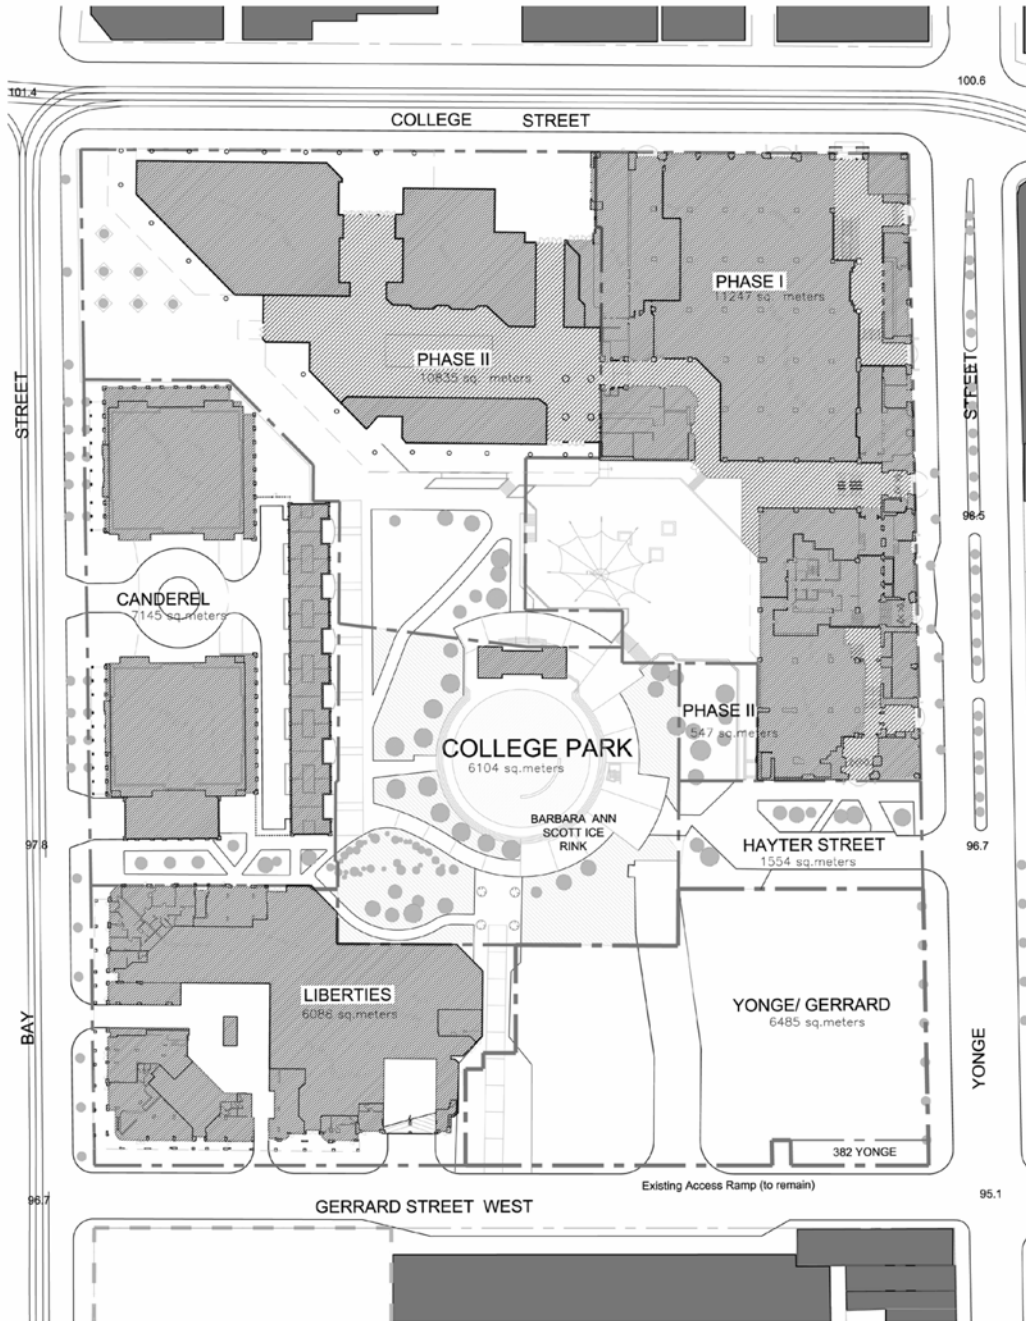 101.4
100.6
COLLEGE STREET
PHASE I
11247 sq. meters
PHASE II
10835 sq. meters
STREET
STFEET
98.5
CANDEREL
7145 sq.meters
PHASE II
547 sq.meters
COLLEGE PARK
6104 sq.meters
BARBARA ANN
SCOTT ICE
RINK
97.8
HAYTER STREET
1554 sq.meters
96.7
LIBERTIES
6086 sq.meters
YONGE/ GERRARD
6485 sq.meters
BAY
YONGE
382 YONGE
Existing Access Ramp (to remain)
96.7
95.1
GERRARD STREET WEST